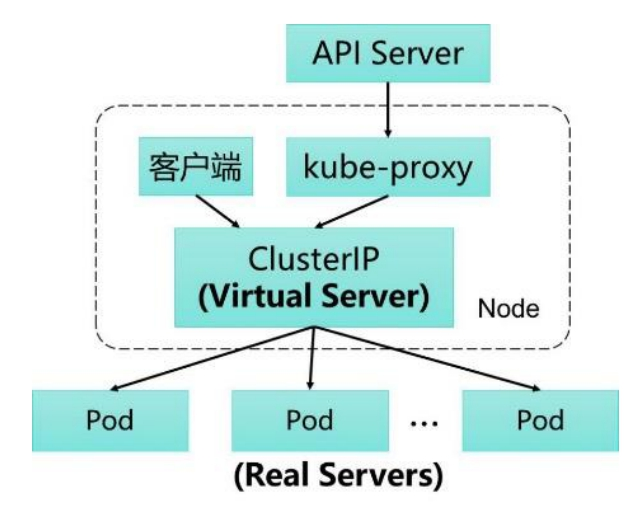 API Server
客户端
kube-proxy
ClusterIP
(Virtual Server)
Node
Pod
Pod
...
Pod
(Real Servers)